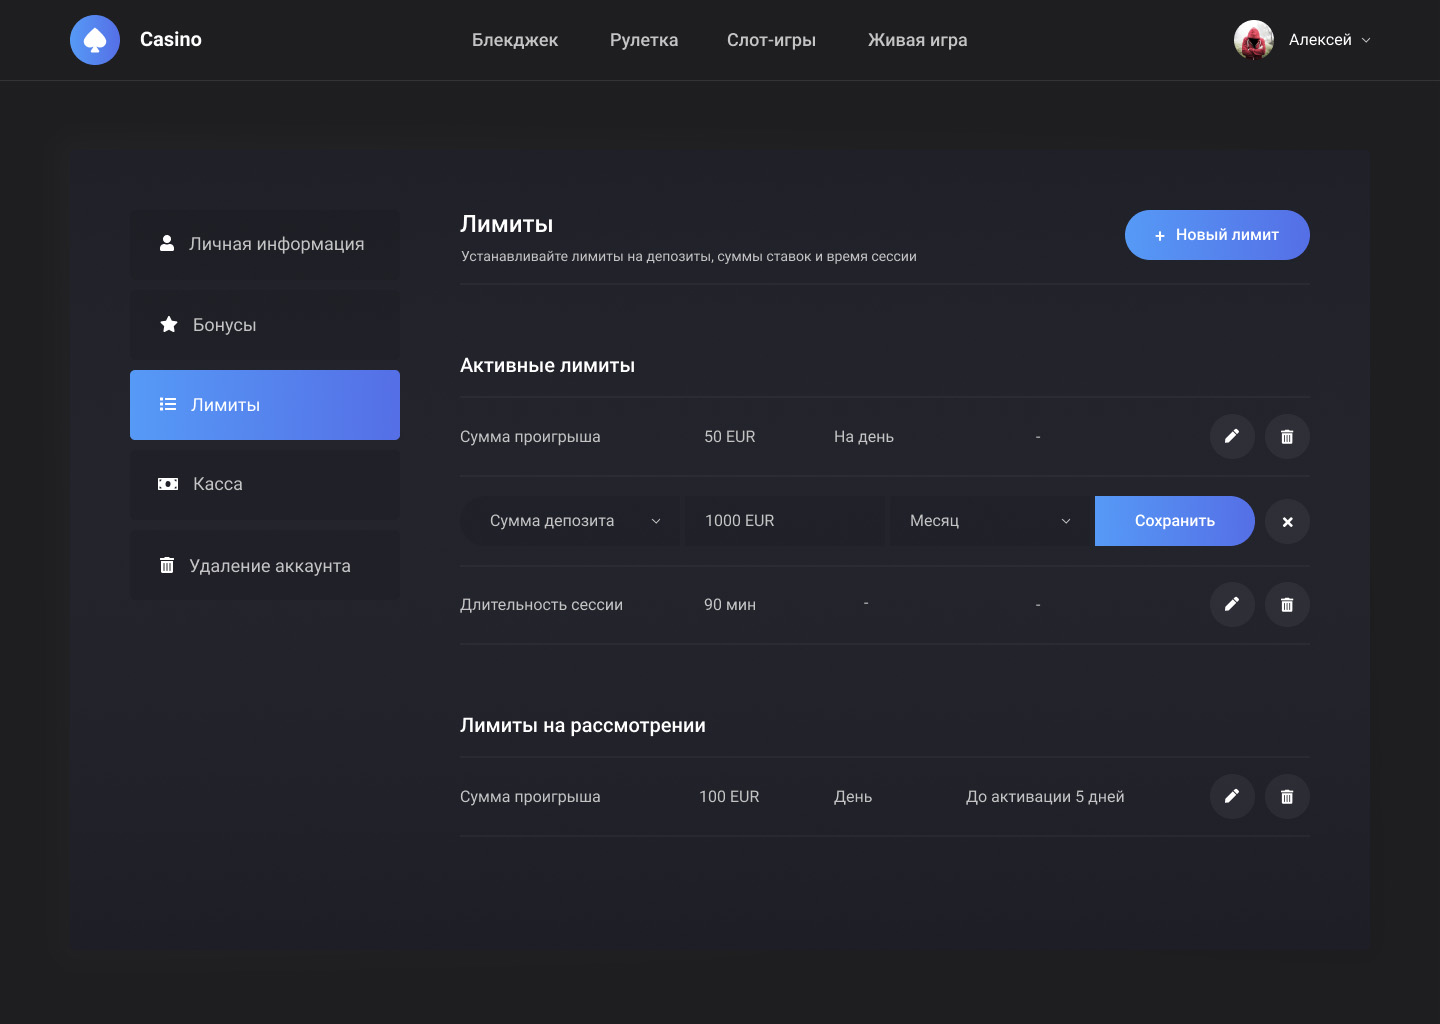 Casino
Блекджек
Рулетка
Слот-игры
Живая игра
Алексей
Личная информация
Бонусы
Лимиты
Касса
Удаление аккаунта
Лимиты
Устанавливайте лимиты на депозиты, суммы ставок и время сессии
+ Новый лимит
Активные лимиты
Сумма проигрыша 50 EUR На день -
Сумма депозита 1000 EUR Месяц Сохранить
Длительность сессии 90 мин - -
Лимиты на рассмотрении
Сумма проигрыша 100 EUR День До активации 5 дней